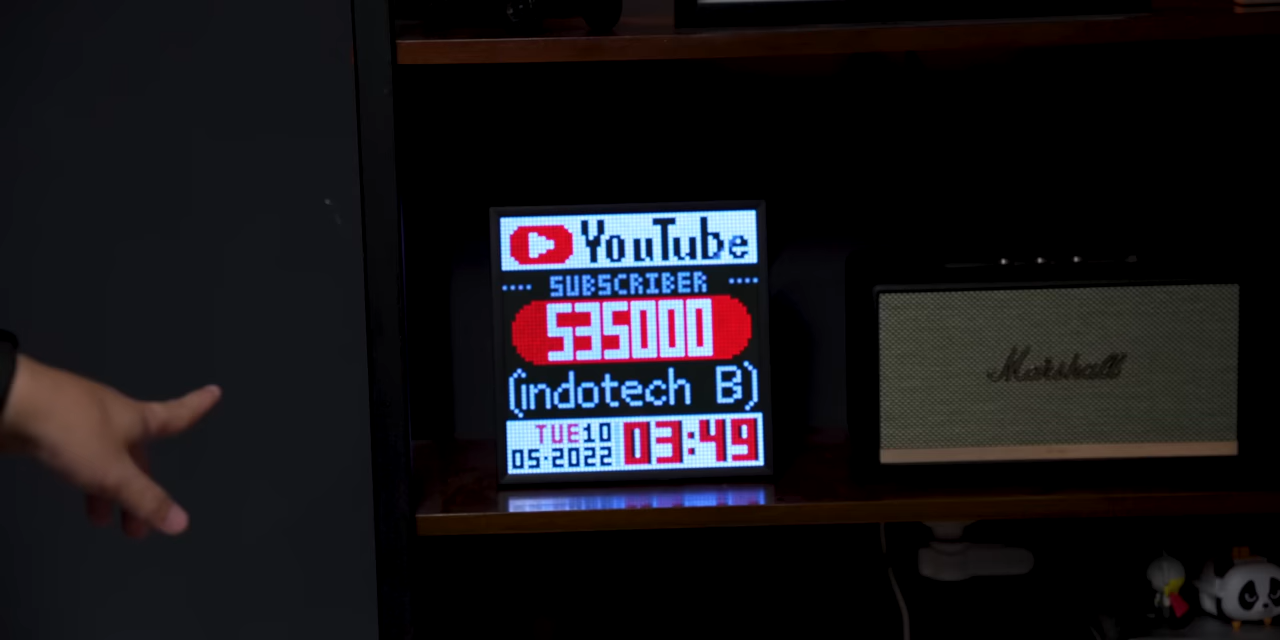 YouTube
SUBSCRIBER
535000
(indotech B)
TUE10
05-2022
03:49
Marshall